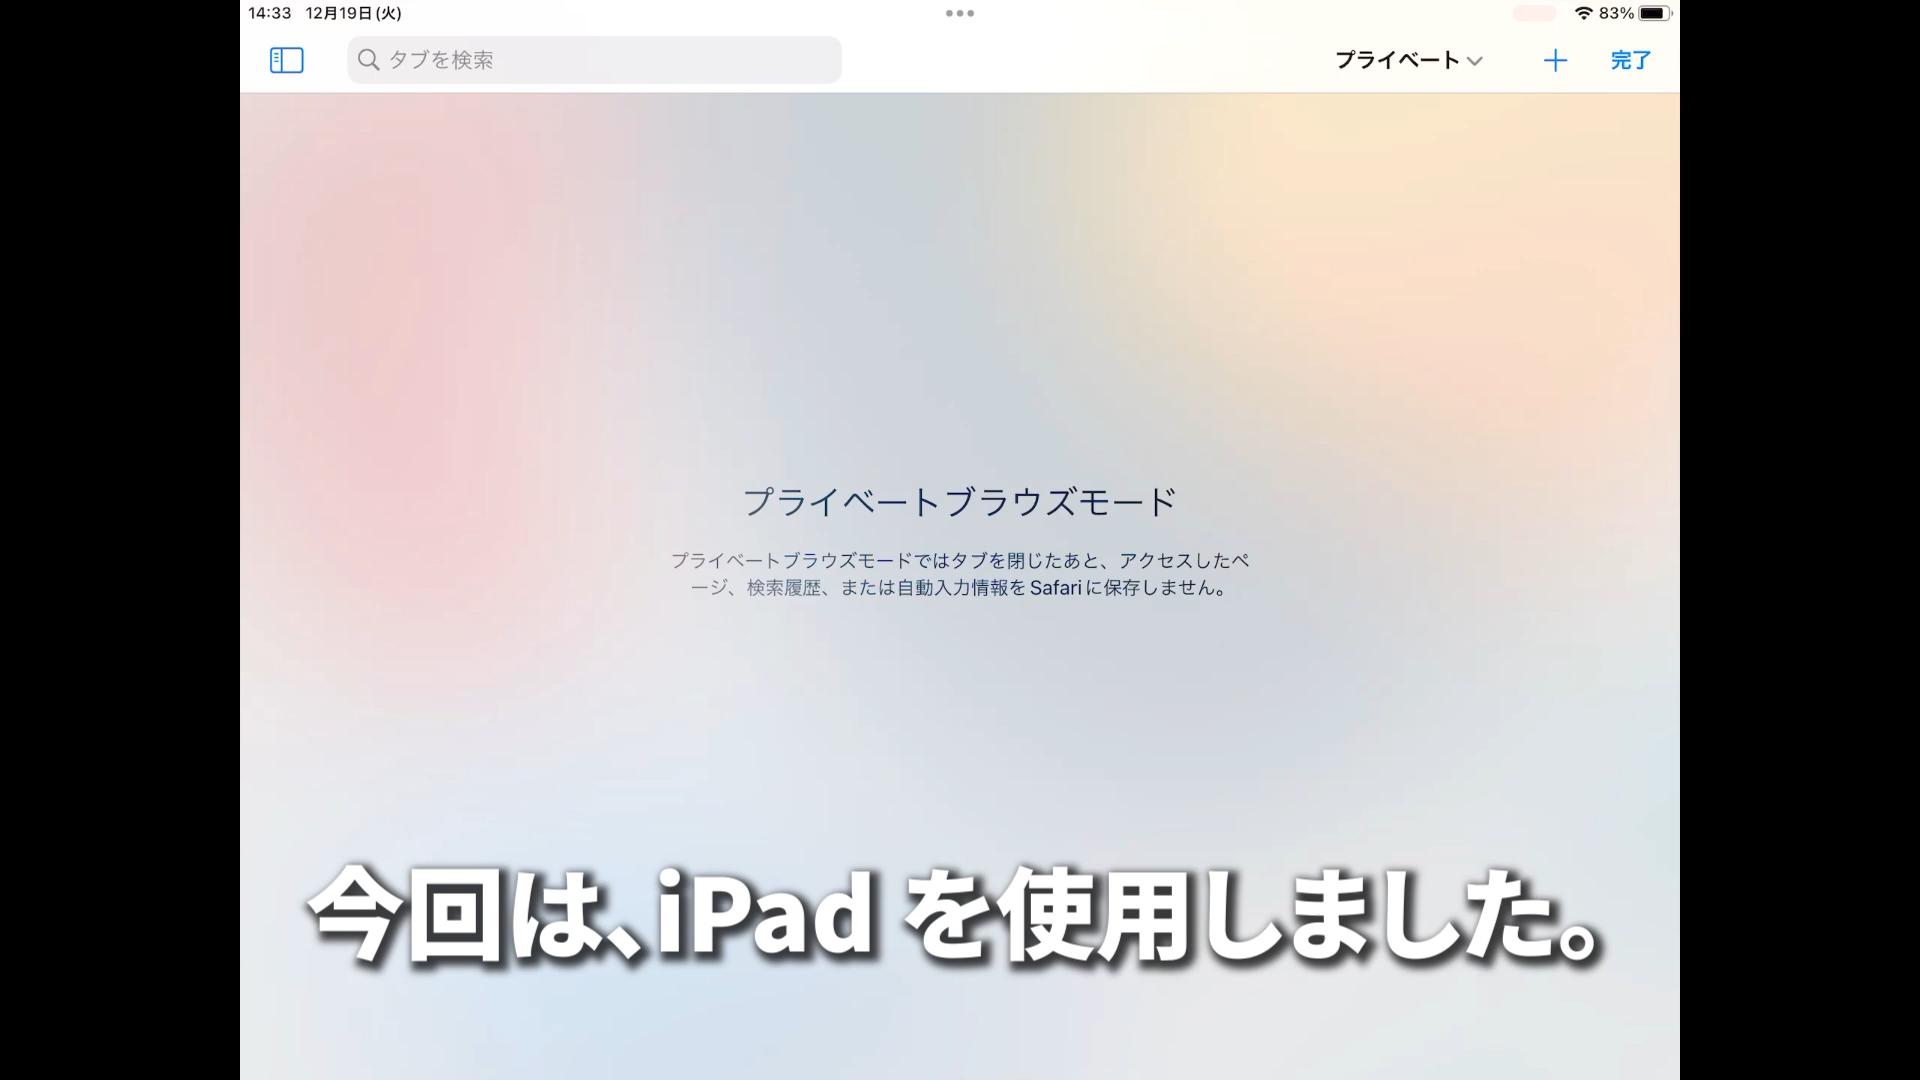 14:33 12月19日(火)
83%
タブを検索
プライベート
完了
プライベートブラウズモード
プライベートブラウズモードではタブを閉じたあと、アクセスしたペ
ージ、検索履歴、または自動入力情報をSafariに保存しません。
今回は、iPad を使用しました。